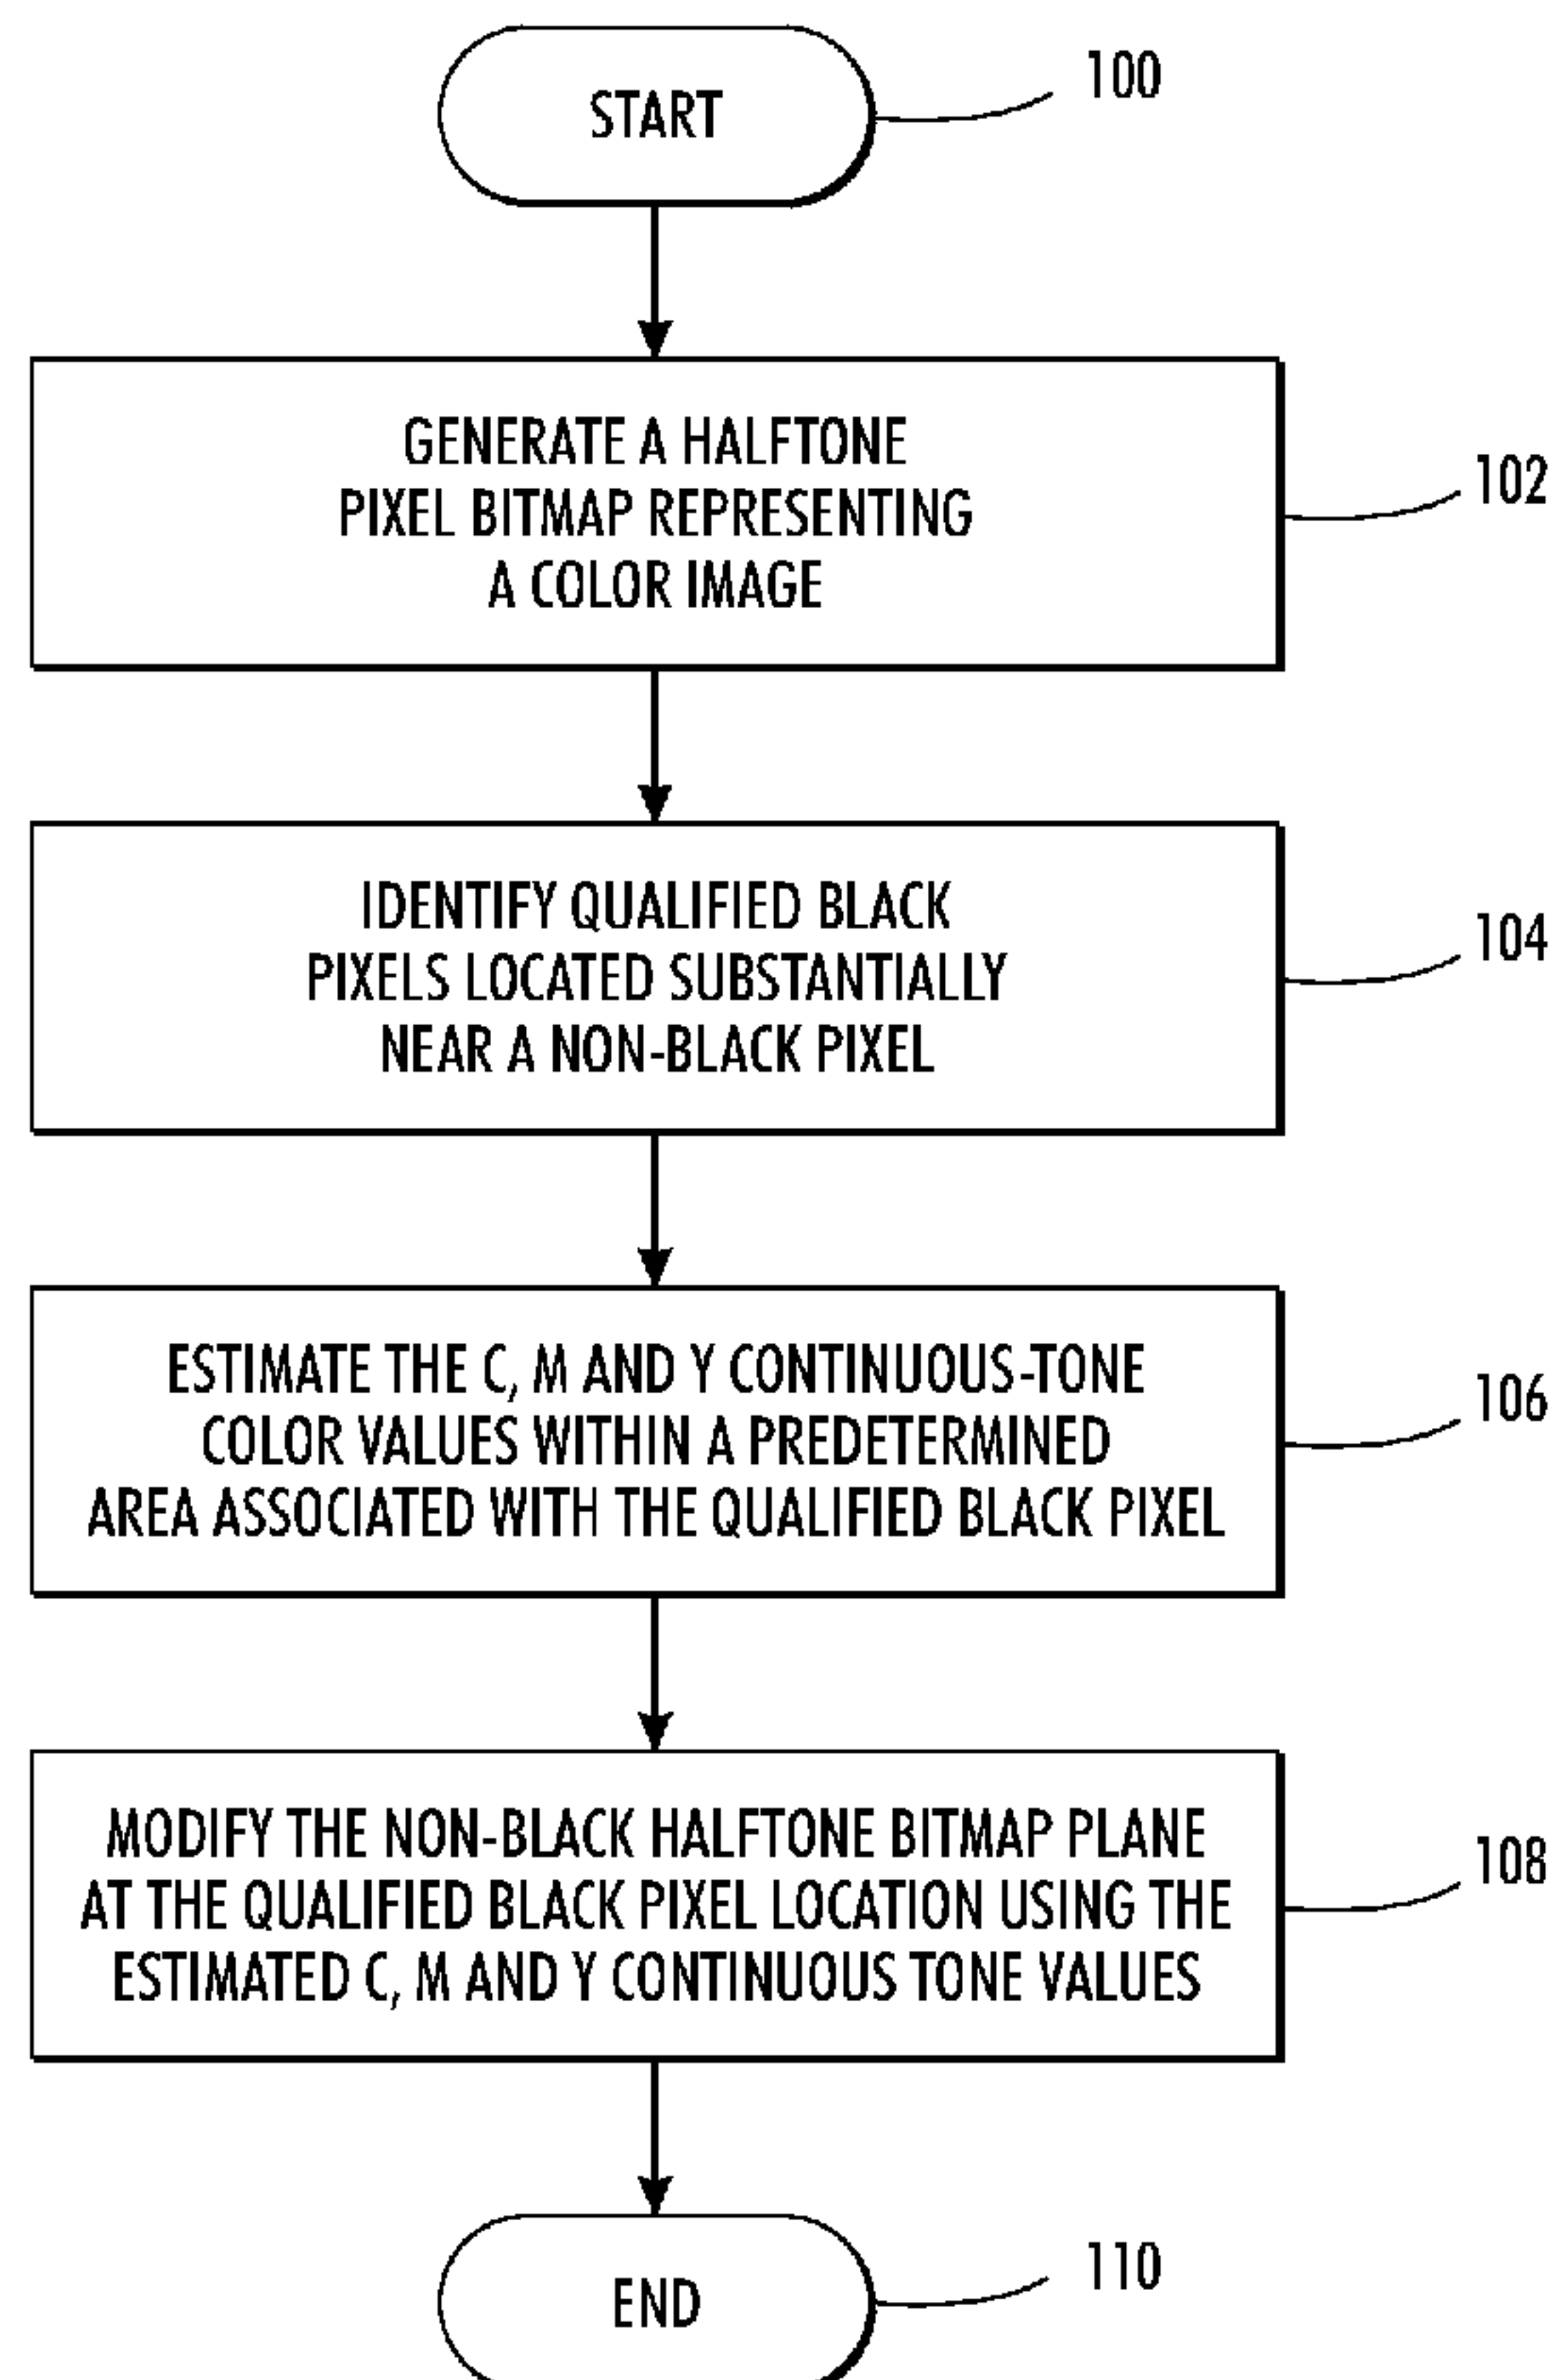 START
100
GENERATE A HALFTONE
PIXEL BITMAP REPRESENTING
A COLOR IMAGE
102
IDENTIFY QUALIFIED BLACK
PIXELS LOCATED SUBSTANTIALLY
NEAR A NON-BLACK PIXEL
104
ESTIMATE THE C, M AND Y CONTINUOUS-TONE
COLOR VALUES WITHIN A PREDETERMINED
AREA ASSOCIATED WITH THE QUALIFIED BLACK PIXEL
106
MODIFY THE NON-BLACK HALFTONE BITMAP PLANE
AT THE QUALIFIED BLACK PIXEL LOCATION USING THE
ESTIMATED C, M AND Y CONTINUOUS TONE VALUES
108
END
110